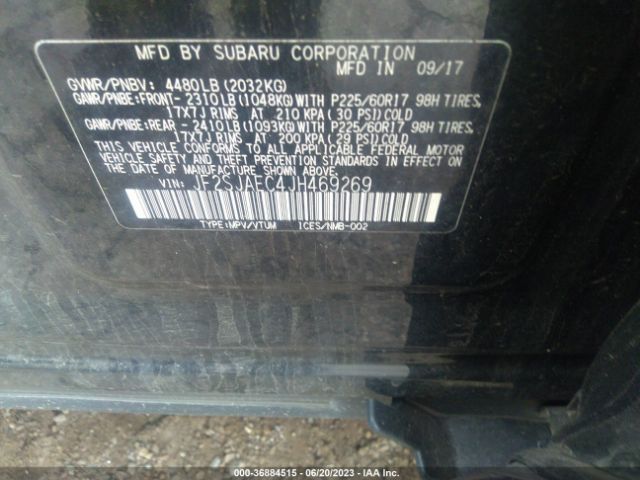 MFD BY SUBARU CORPORATION
MFD IN 09/17
GVWR/PNBV: 4480LB(2032KG)
GAWR/PNBE:FRONT- 2310LB(1048KG)WITH P225/60R17 98H TIRES,
17X7J RIMS AT 210 KPA (30 PSI)COLD
GAWR/PNBE:REAR -2410LB(1093KG)WITH P225/60R17 98H TIRES,
17X7J RIMS AT 200 KPA(29 PSI)COLD
THIS VEHICLE CONFORMS TO ALL APPLICABLE FEDERAL MOTOR
VEHICLE SAFETY AND THEFT PREVENTION STANDARDS IN EFFECT ON
THE DATE OF MANUFACTURE SHOWN ABOVE.
VIN: JF2SJAEC4JH469269
TYPE:MPV/VTUM ICES/NMB-002
000-36884515 - 06/20/2023 - IAA Inc.